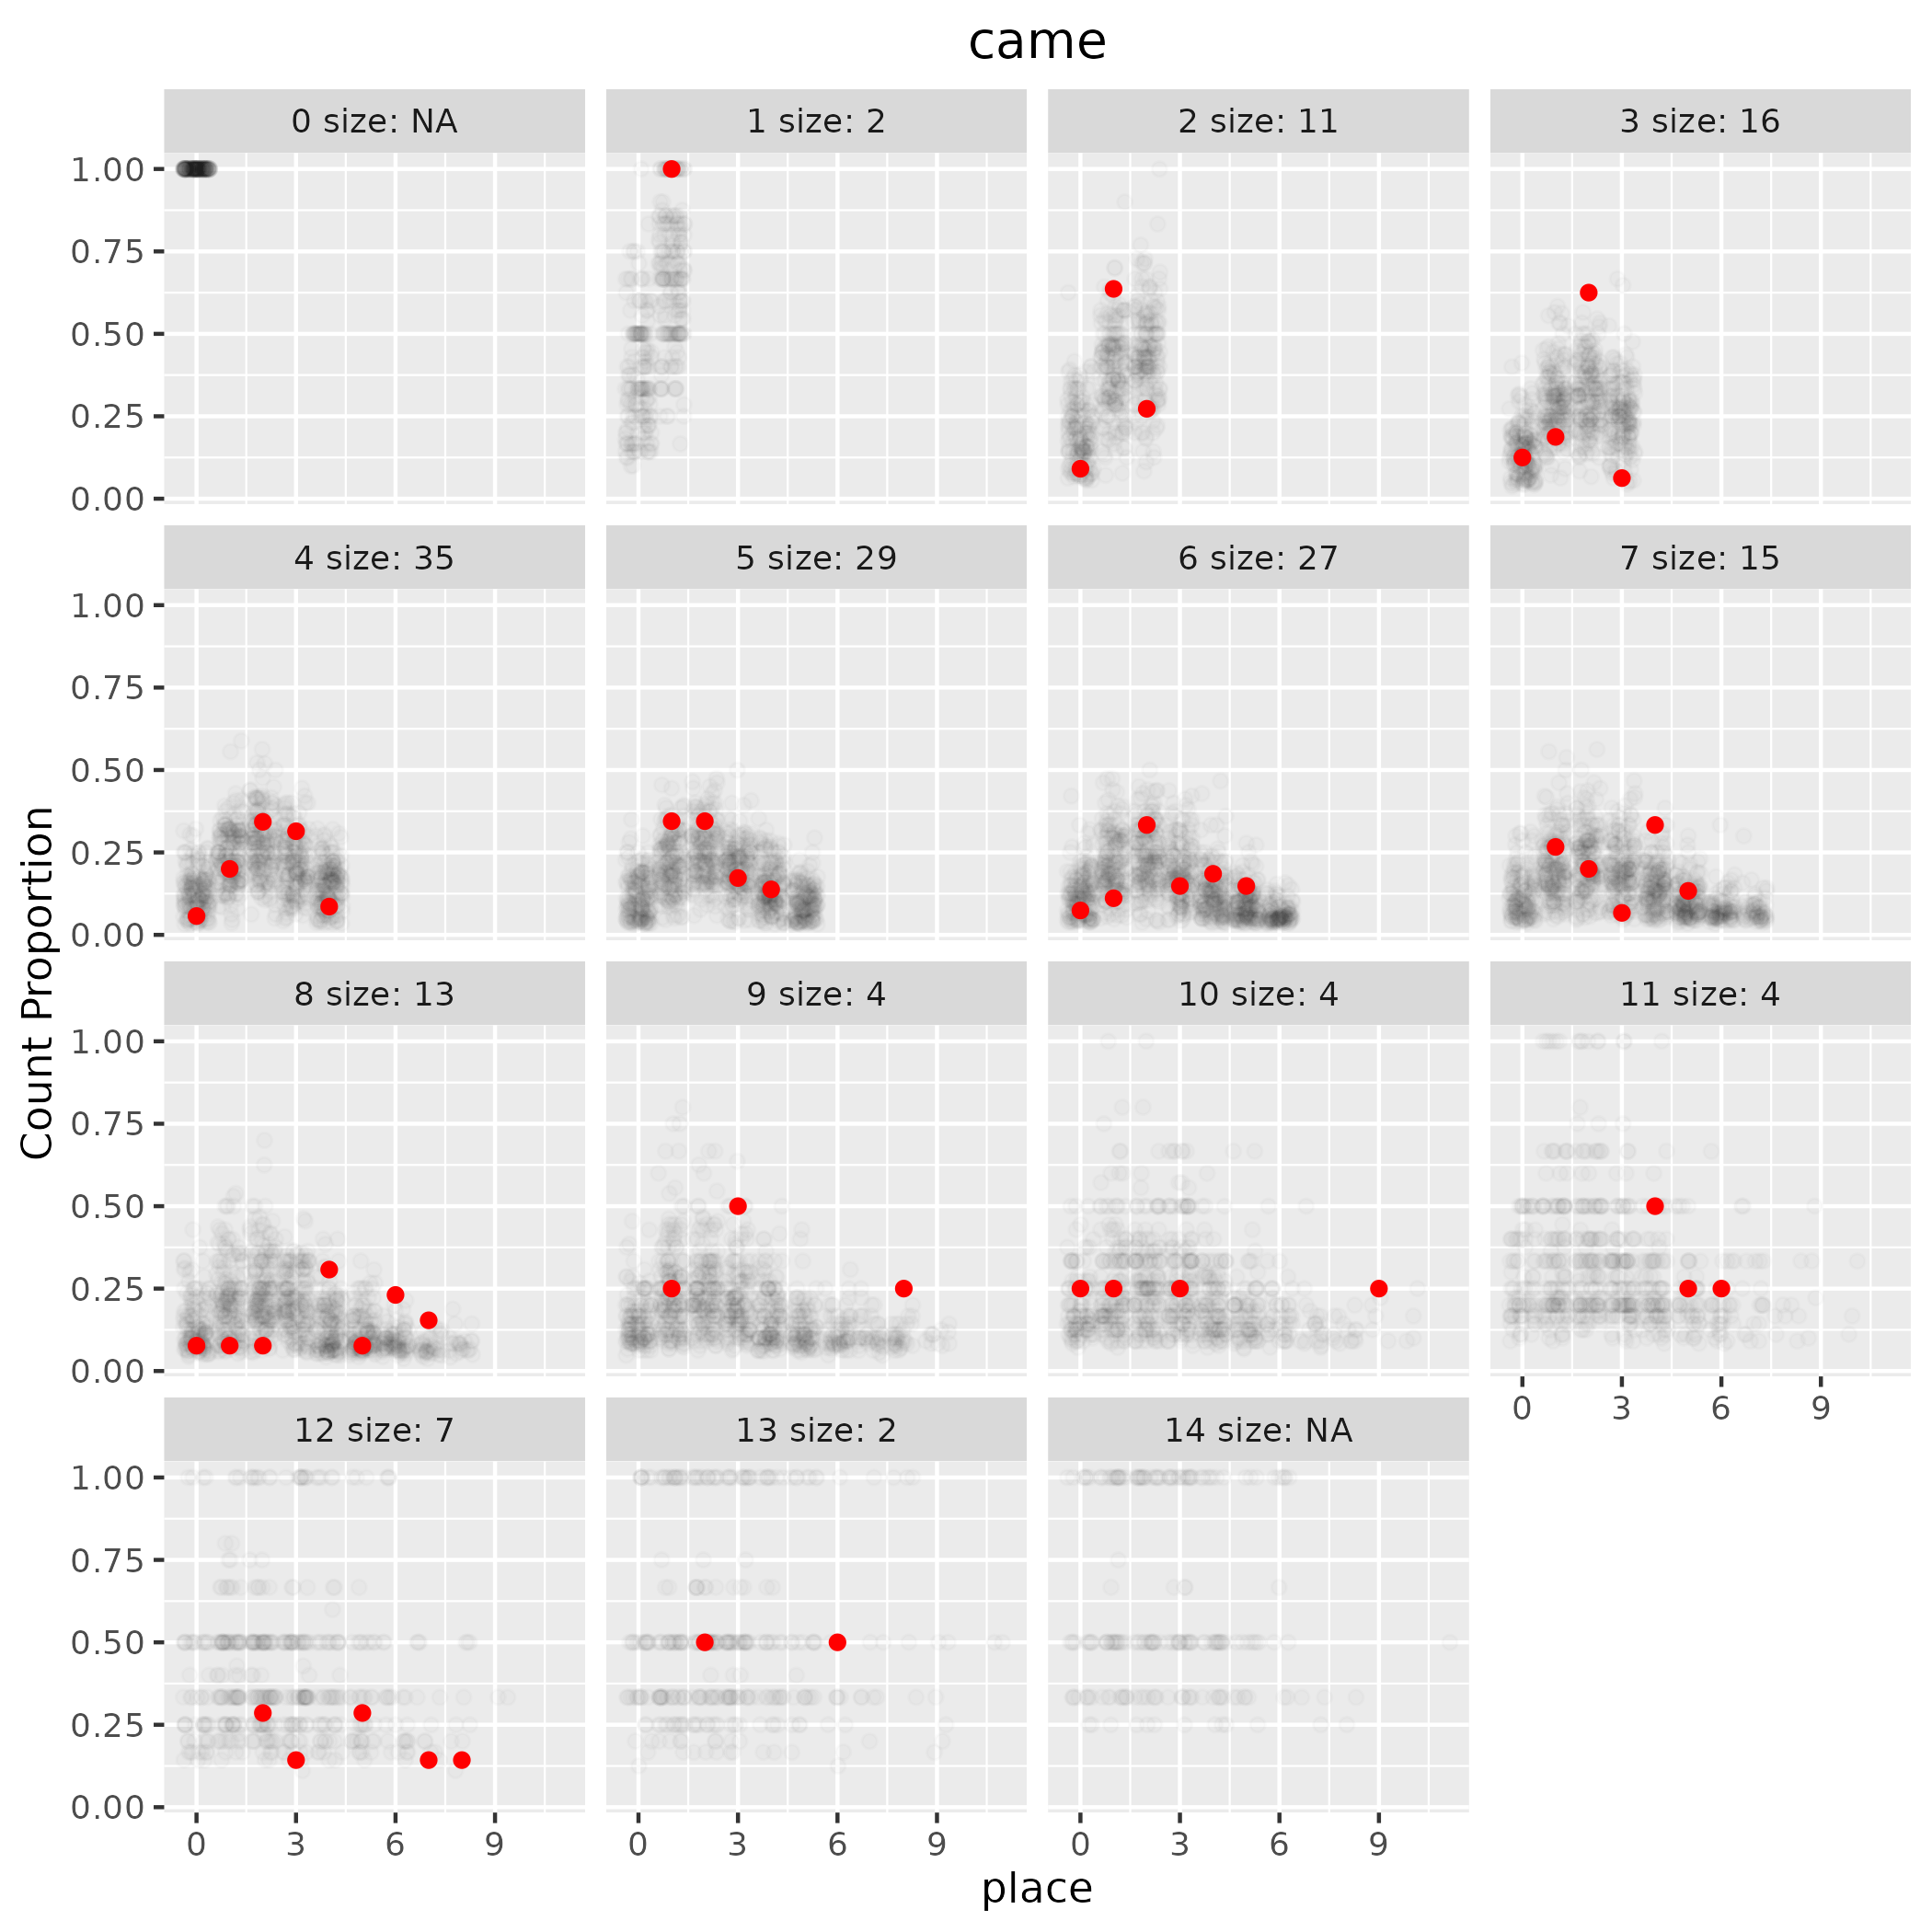 came
0 size: NA
1 size: 2
2 size: 11
3 size: 16
1.00
0.75
0.50
0.25
0.00
4 size: 35
5 size: 29
6 size: 27
7 size: 15
1.00
0.75
0.50
0.25
0.00
Count Proportion
8 size: 13
9 size: 4
10 size: 4
11 size: 4
1.00
0.75
0.50
0.25
0.00
0 3 6 9
12 size: 7
13 size: 2
14 size: NA
1.00
0.75
0.50
0.25
0.00
0 3 6 9
0 3 6 9
0 3 6 9
place